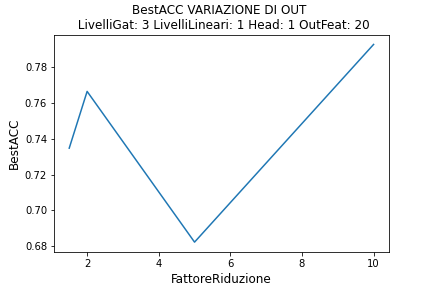 BestACC VARIAZIONE DI OUT
LivelliGat: 3 LivelliLineari: 1 Head: 1 OutFeat: 20
BestACC
0.78
0.76
0.74
0.72
0.70
0.68
2 4 6 8 10
FattoreRiduzione